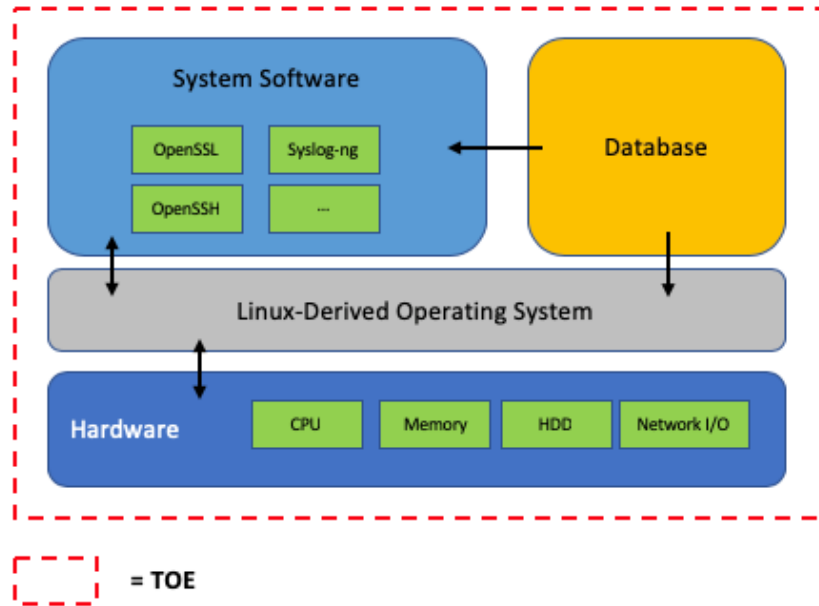 System Software
OpenSSL
Syslog-ng
OpenSSH
...
Database
Linux-Derived Operating System
Hardware
CPU
Memory
HDD
Network I/O
= TOE